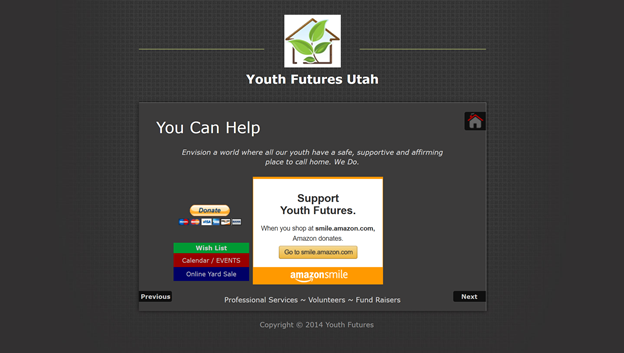 Youth Futures Utah
You Can Help
Envision a world where all our youth have a safe, supportive and affirming
place to call home. We Do.
Donate
VISA
Wish List
Calendar / EVENTS
Online Yard Sale
Support
Youth Futures.
When you shop at smile.amazon.com,
Amazon donates.
Go to smile.amazon.com
amazonsmile
Previous
Professional Services ~ Volunteers ~ Fund Raisers
Next
Copyright © 2014 Youth Futures